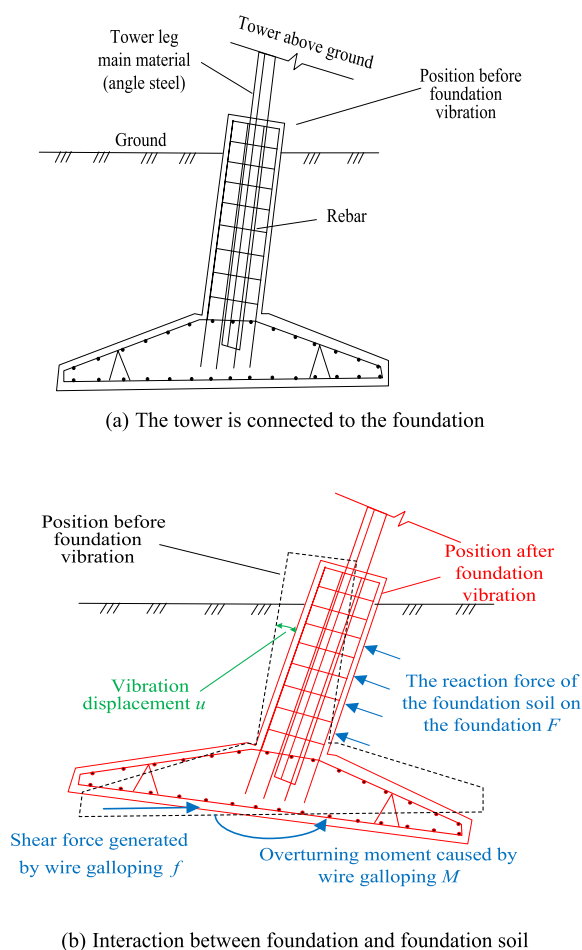 Tower above ground
Tower leg
main material
(angle steel)
Position before
foundation
vibration
Ground
Rebar
(a) The tower is connected to the foundation
Position before
foundation
vibration
Position after
foundation
vibration
Vibration
displacement u
The reaction force of
the foundation soil on
the foundation F
Shear force generated
by wire galloping f
Overturning moment caused by
wire galloping M
(b) Interaction between foundation and foundation soil